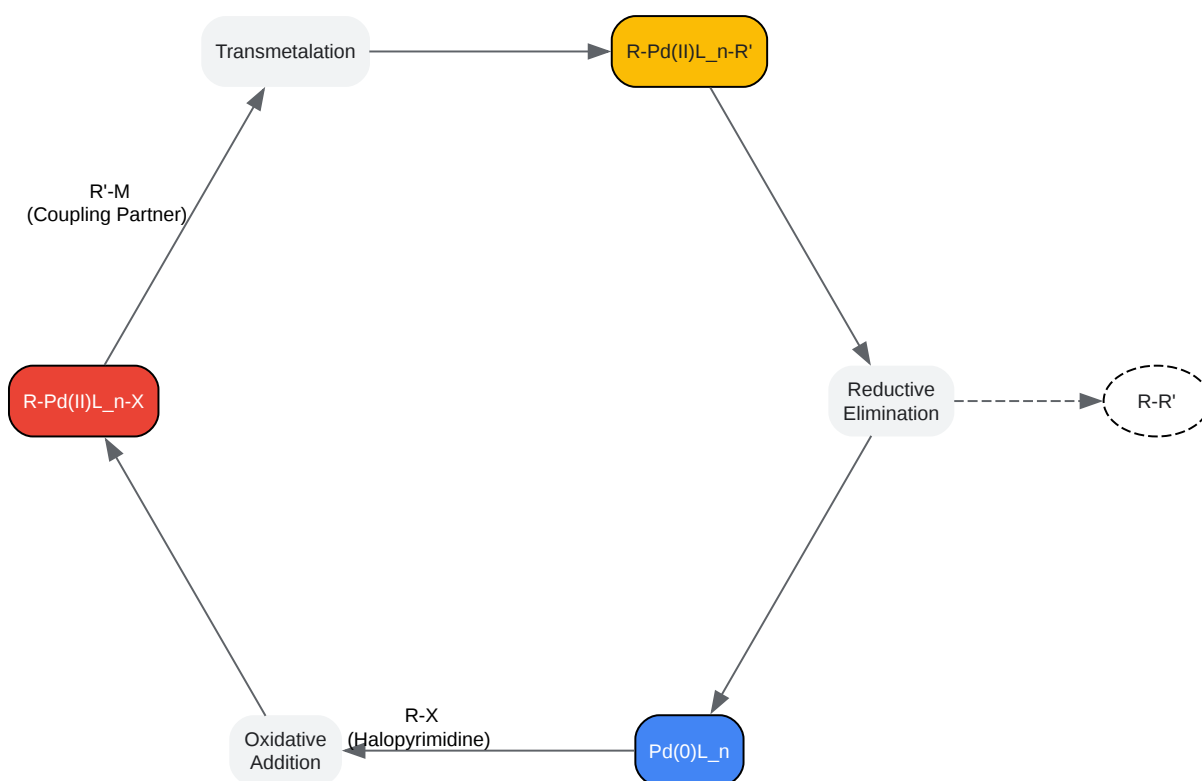 Transmetalation
R-Pd(II)L_n-R'
R'-M
(Coupling Partner)
R-Pd(II)L_n-X
Reductive
Elimination
R-R'
R-X
(Halopyrimidine)
Oxidative
Addition
Pd(0)L_n